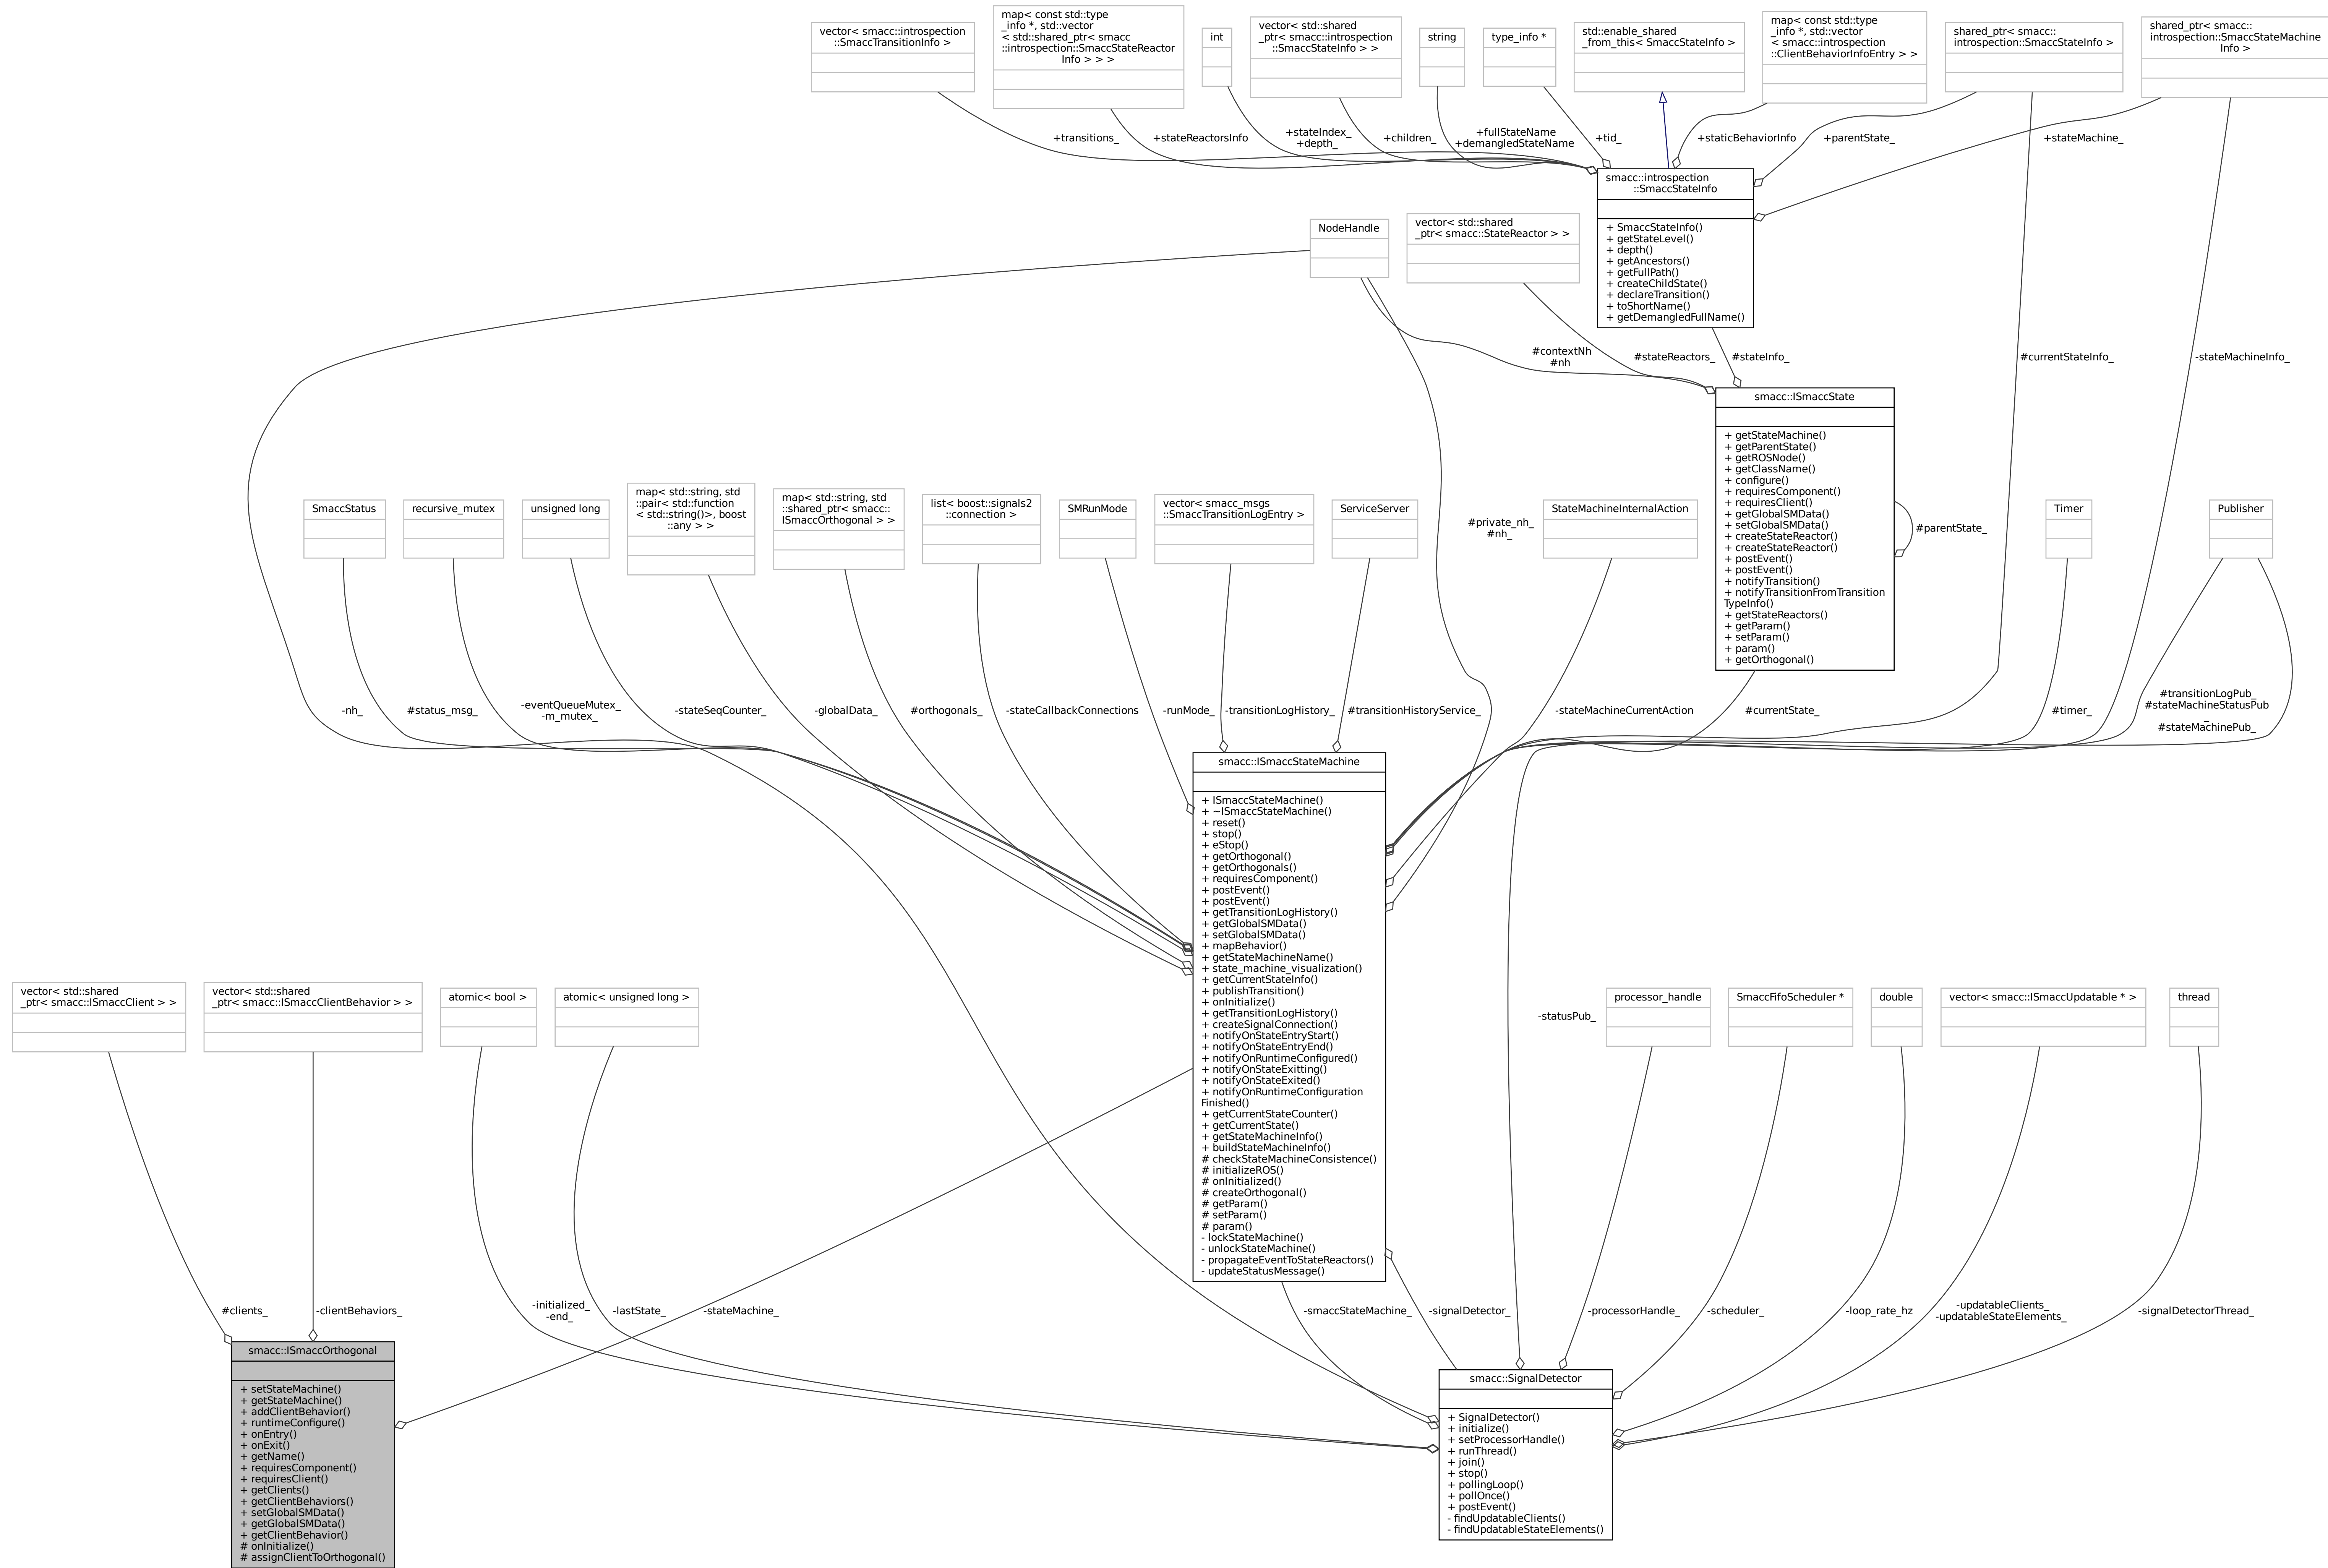 vector< smacc::introspection
::SmaccTransitionInfo >
map< const std::type
_info *, std::vector
< std::shared_ptr< smacc
::introspection::SmaccStateReactor
Info > > >
int
vector< std::shared
_ptr< smacc::introspection
::SmaccStateInfo > >
string
type_info *
std::enable_shared
_from_this< SmaccStateInfo >
map< const std::type
_info *, std::vector
< smacc::introspection
::ClientBehaviorInfoEntry > >
shared_ptr< smacc::
introspection::SmaccStateInfo >
shared_ptr< smacc::
introspection::SmaccStateMachine
Info >
+transitions_
+stateReactorsInfo
+stateIndex_
+depth_
+children_
+fullStateName
+demangledStateName
+tid_
+staticBehaviorInfo
+parentState_
+stateMachine_
smacc::introspection
::SmaccStateInfo
+ SmaccStateInfo()
+ getStateLevel()
+ depth()
+ getAncestors()
+ getFullPath()
+ createChildState()
+ declareTransition()
+ toShortName()
+ getDemangledFullName()
NodeHandle
vector< std::shared
_ptr< smacc::StateReactor > >
#contextNh
#nh
#stateReactors_
#stateInfo_
#currentStateInfo_
-stateMachineInfo_
smacc::ISmaccState
+ getStateMachine()
+ getParentState()
+ getROSNode()
+ getClassName()
+ configure()
+ requiresComponent()
+ requiresClient()
+ getGlobalSMData()
+ setGlobalSMData()
+ createStateReactor()
+ createStateReactor()
+ postEvent()
+ postEvent()
+ notifyTransition()
+ notifyTransitionFromTransition
TypeInfo()
+ getStateReactors()
+ getParam()
+ setParam()
+ param()
+ getOrthogonal()
#parentState_
SmaccStatus
recursive_mutex
unsigned long
map< std::string, std
::pair< std::function
< std::string()>, boost
::any > >
map< std::string, std
::shared_ptr< smacc::
ISmaccOrthogonal > >
list< boost::signals2
::connection >
SMRunMode
vector< smacc_msgs
::SmaccTransitionLogEntry >
ServiceServer
#private_nh_
#nh_
StateMachineInternalAction
Timer
Publisher
-nh_
#status_msg_
-eventQueueMutex_
-m_mutex_
-stateSeqCounter_
-globalData_
#orthogonals_
-stateCallbackConnections
-runMode_
-transitionLogHistory_
#transitionHistoryService_
-stateMachineCurrentAction
#currentState_
#timer_
#transitionLogPub_
#stateMachineStatusPub
_
#stateMachinePub_
smacc::ISmaccStateMachine
+ ISmaccStateMachine()
+ ~ISmaccStateMachine()
+ reset()
+ stop()
+ eStop()
+ getOrthogonal()
+ getOrthogonals()
+ requiresComponent()
+ postEvent()
+ postEvent()
+ getTransitionLogHistory()
+ getGlobalSMData()
+ setGlobalSMData()
+ mapBehavior()
+ getStateMachineName()
+ state_machine_visualization()
+ getCurrentStateInfo()
+ publishTransition()
+ onInitialize()
+ getTransitionLogHistory()
+ createSignalConnection()
+ notifyOnStateEntryStart()
+ notifyOnStateEntryEnd()
+ notifyOnRuntimeConfigured()
+ notifyOnStateExitting()
+ notifyOnStateExited()
+ notifyOnRuntimeConfiguration
Finished()
+ getCurrentStateCounter()
+ getCurrentState()
+ getStateMachineInfo()
+ buildStateMachineInfo()
# checkStateMachineConsistence()
# initializeROS()
# onInitialized()
# createOrthogonal()
# getParam()
# setParam()
# param()
- lockStateMachine()
- unlockStateMachine()
- propagateEventToStateReactors()
- updateStatusMessage()
vector< std::shared
_ptr< smacc::ISmaccClient > >
vector< std::shared
_ptr< smacc::ISmaccClientBehavior > >
atomic< bool >
atomic< unsigned long >
-statusPub_
processor_handle
SmaccFifoScheduler *
double
vector< smacc::ISmaccUpdatable * >
thread
#clients_
-clientBehaviors_
-initialized_
-end_
-lastState_
-stateMachine_
-smaccStateMachine_
-signalDetector_
-processorHandle_
-scheduler_
-loop_rate_hz
-updatableClients_
-updatableStateElements_
-signalDetectorThread_
smacc::ISmaccOrthogonal
+ setStateMachine()
+ getStateMachine()
+ addClientBehavior()
+ runtimeConfigure()
+ onEntry()
+ onExit()
+ getName()
+ requiresComponent()
+ requiresClient()
+ getClients()
+ getClientBehaviors()
+ setGlobalSMData()
+ getGlobalSMData()
+ getClientBehavior()
# onInitialize()
# assignClientToOrthogonal()
smacc::SignalDetector
+ SignalDetector()
+ initialize()
+ setProcessorHandle()
+ runThread()
+ join()
+ stop()
+ pollingLoop()
+ pollOnce()
+ postEvent()
- findUpdatableClients()
- findUpdatableStateElements()